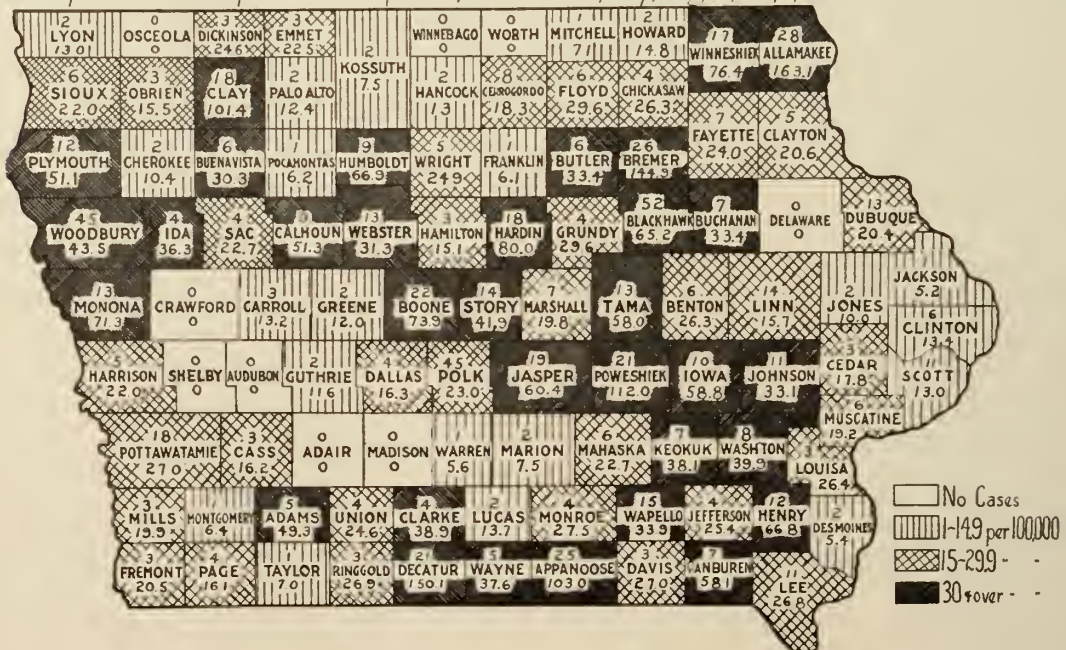 2
LYON
13.0
0
OSCEOLA
0
3
DICKINSON
24.6
3
EMMET
22.5
2
KOSSUTH
7.5
0
WINNEBAGO
0
0
WORTH
0
1
MITCHELL
7.1
2
HOWARD
14.8
17
WINNESHIEK
76.4
28
ALLAMAKEE
163.1
6
SIOUX
22.0
3
OBRIEN
15.5
18
CLAY
101.4
2
PALO ALTO
12.4
2
HANCOCK
8
CERROGORDO
18.3
6
FLOYD
29.6
4
CHICKASAW
26.3
7
FAYETTE
24.0
5
CLAYTON
20.6
12
PLYMOUTH
51.1
2
CHEROKEE
10.4
6
BUENAVISTA
30.3
1
POCAHONTAS
6.2
9
HUMBOLDT
66.9
5
WRIGHT
24.9
1
FRANKLIN
6.1
6
BUTLER
33.4
26
BREMER
144.9
45
WOODBURY
43.5
4
IDA
36.3
4
SAC
22.7
CALHOUN
51.3
13
WEBSTER
31.3
3
HAMILTON
15.1
18
HARDIN
80.0
4
GRUNDY
29.6
52
BLACKHAWK
65.2
7
BUCHANAN
33.4
0
DELAWARE
0
13
DUBUQUE
20.4
13
MONONA
71.3
0
CRAWFORD
0
3
CARROLL
13.2
2
GREENE
12.0
22
BOONE
73.9
14
STORY
41.9
7
MARSHALL
19.8
13
TAMA
58.0
6
BENTON
26.3
14
LINN
15.7
2
JONES
JACKSON
5.2
6
CLINTON
13.4
5
HARRISON
22.0
0
SHELBY
0
0
AUDUBON
0
2
GUTHRIE
11.6
4
DALLAS
16.3
45
POLK
23.0
19
JASPER
60.4
21
POWESHIEK
112.0
10
IOWA
58.8
11
JOHNSON
33.1
3
CEDAR
17.8
11
SCOTT
13.0
6
MUSCATINE
19.2
18
POTTAWATAMIE
27.0
3
CASS
16.2
0
ADAIR
0
0
MADISON
0
1
WARREN
5.6
2
MARION
7.5
6
MAHASKA
22.7
7
KEOKUK
38.1
8
WASHTON
39.9
3
LOUISA
26.4
3
MILLS
19.9
MONTGOMERY
6.4
5
ADAMS
49.3
4
UNION
24.6
4
CLARKE
38.9
2
LUCAS
13.7
4
MONROE
27.5
15
WAPELLO
33.9
4
JEFFERSON
25.4
12
HENRY
66.8
2
DESMOINES
5.4
3
FREMONT
20.5
4
PAGE
16.1
1
TAYLOR
7.0
3
RINGGOLD
26.9
21
DECATUR
150.1
5
WAYNE
37.6
25
APPANOOSE
103.0
3
DAVIS
27.0
7
VANBUREN
58.1
11
LEE
26.8
No Cases
1-14.9 per 100,000
15-29.9 - -
30 & over - -